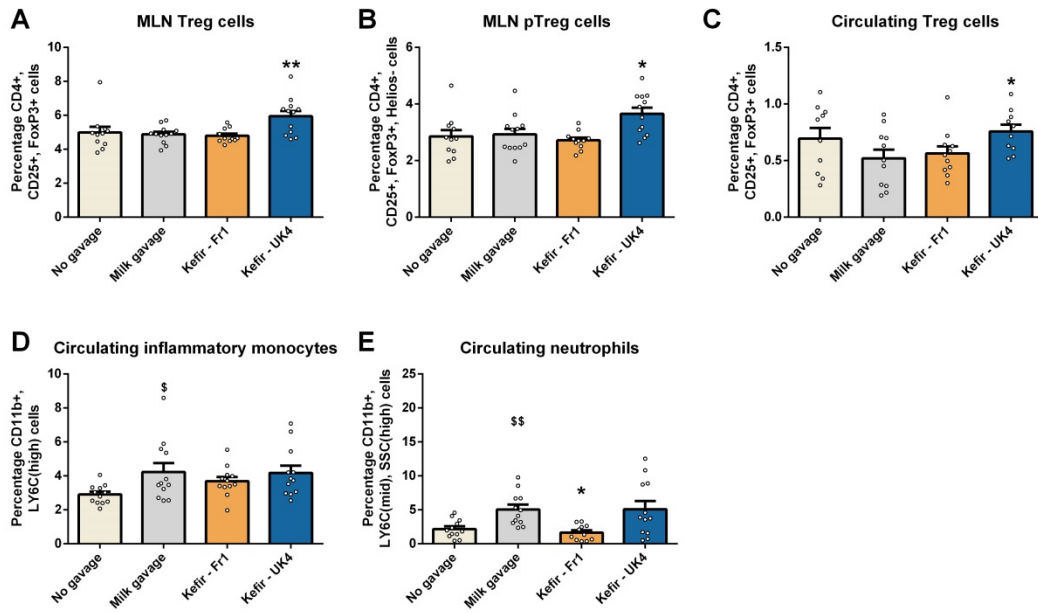 A
MLN Treg cells
Percentage CD4+,
CD25+, FoxP3+ cells
10
8
6
4
2
0
**
No gavage
Milk gavage
Kefir - Fr1
Kefir - UK4
B
MLN pTreg cells
Percentage CD4+,
CD25+, FoxP3+, Helios- cells
6
4
2
0
*
No gavage
Milk gavage
Kefir - Fr1
Kefir - UK4
C
Circulating Treg cells
Percentage CD4+,
CD25+, FoxP3+ cells
1.5
1.0
0.5
0.0
*
No gavage
Milk gavage
Kefir - Fr1
Kefir - UK4
D
Circulating inflammatory monocytes
Percentage CD11b+,
LY6C(high) cells
10
8
6
4
2
0
$
No gavage
Milk gavage
Kefir - Fr1
Kefir - UK4
E
Circulating neutrophils
Percentage CD11b+,
LY6C(mid), SSC(high) cells
25
20
15
10
5
0
$$
*
No gavage
Milk gavage
Kefir - Fr1
Kefir - UK4